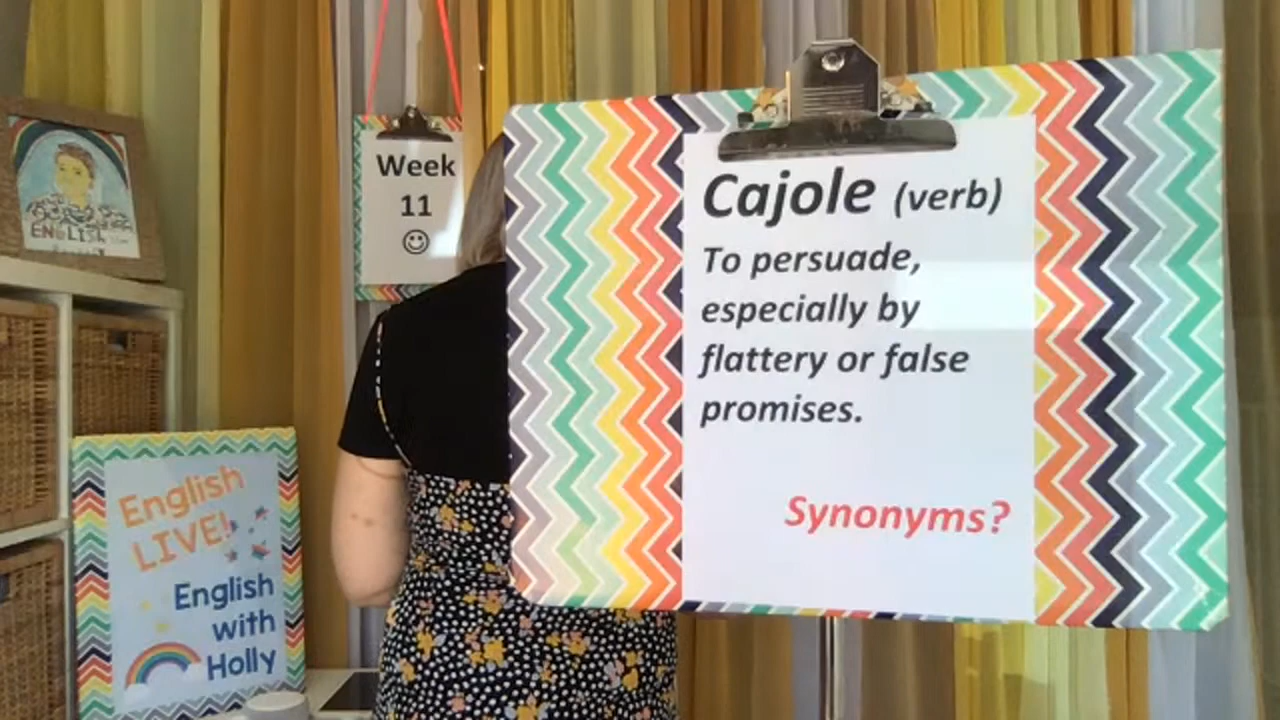 ENGLISH
Week
11
English
LIVE!
English
with
Holly
Cajole (verb)
To persuade,
especially by
flattery or false
promises.
Synonyms?